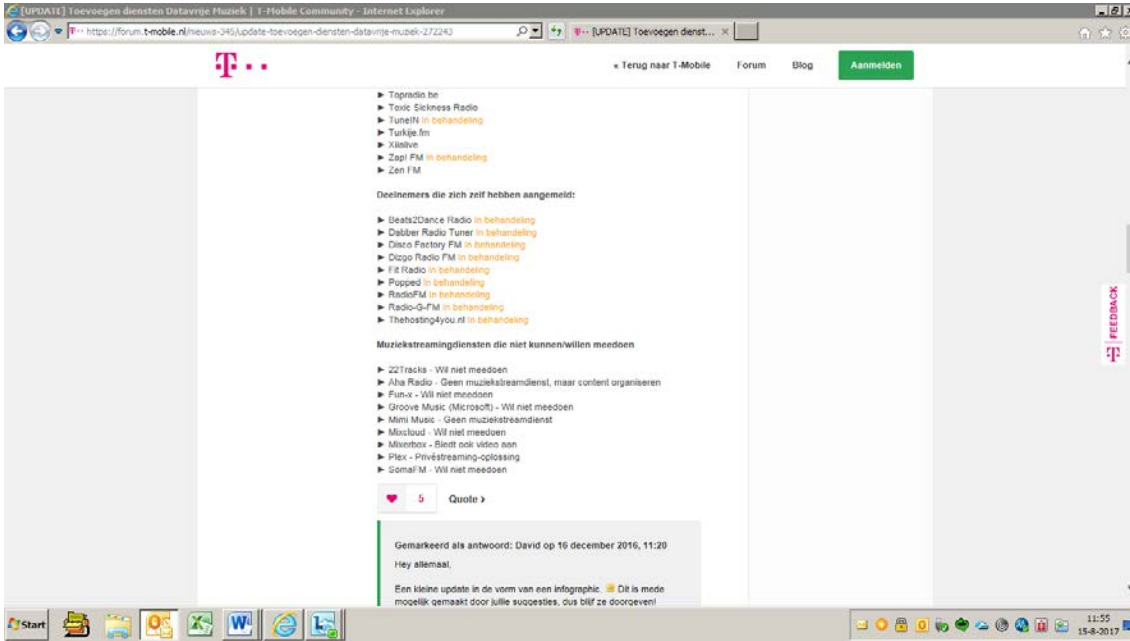 [UPDATE] Toevoegen diensten Datavrije Muziek | T-Mobile Community - Internet Explorer
https://forum.t-mobile.nl/nieuws-345/update-toevoegen-diensten-datavrije-muziek-272243
[UPDATE] Toevoegen dienst...
« Terug naar T-Mobile Forum Blog Aanmelden
► Topradio.be
► Toxic Sickness Radio
► TuneIN In behandeling
► Turkije.fm
► Xiialive
► Zap! FM In behandeling
► Zen FM
Deelnemers die zich zelf hebben aangemeld:
► Beats2Dance Radio In behandeling
► Dabber Radio Tuner In behandeling
► Disco Factory FM In behandeling
► Dizgo Radio FM In behandeling
► Fit Radio In behandeling
► Popped In behandeling
► RadioFM In behandeling
► Radio-G-FM In behandeling
► Thehosting4you.nl In behandeling
Muziekstreamingdiensten die niet kunnen/willen meedoen
► 22Tracks - Wil niet meedoen
► Aha Radio - Geen muziekstreamdienst, maar content organiseren
► Fun-x - Wil niet meedoen
► Groove Music (Microsoft) - Wil niet meedoen
► Mimi Music - Geen muziekstreamdienst
► Mixcloud - Wil niet meedoen
► Mixerbox - Biedt ook video aan
► Plex - Privéstreaming-oplossing
► SomaFM - Wil niet meedoen
5 Quote ›
FEEDBACK
Gemarkeerd als antwoord: David op 16 december 2016, 11:20
Hey allemaal,
Een kleine update in de vorm van een infographic. Dit is mede
mogelijk gemaakt door jullie suggesties, dus blijf ze doorgeven!
Start
11:55
15-8-2017